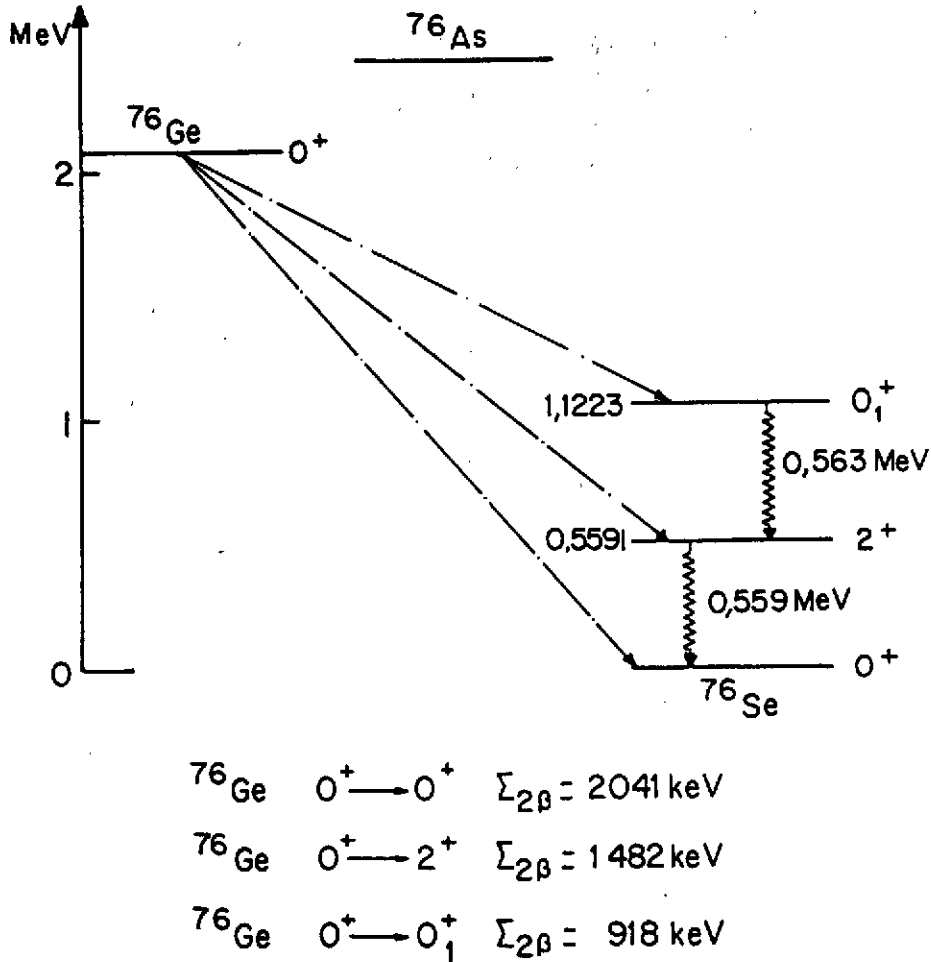 MeV
⁷⁶As
⁷⁶Ge
0⁺
2
1,1223
0₁⁺
1
0,563 MeV
0,5591
2⁺
0,559 MeV
0
0⁺
⁷⁶Se
⁷⁶Ge 0⁺ → 0⁺ Σ₂β = 2041 keV
⁷⁶Ge 0⁺ → 2⁺ Σ₂β = 1482 keV
⁷⁶Ge 0⁺ → 0₁⁺ Σ₂β = 918 keV